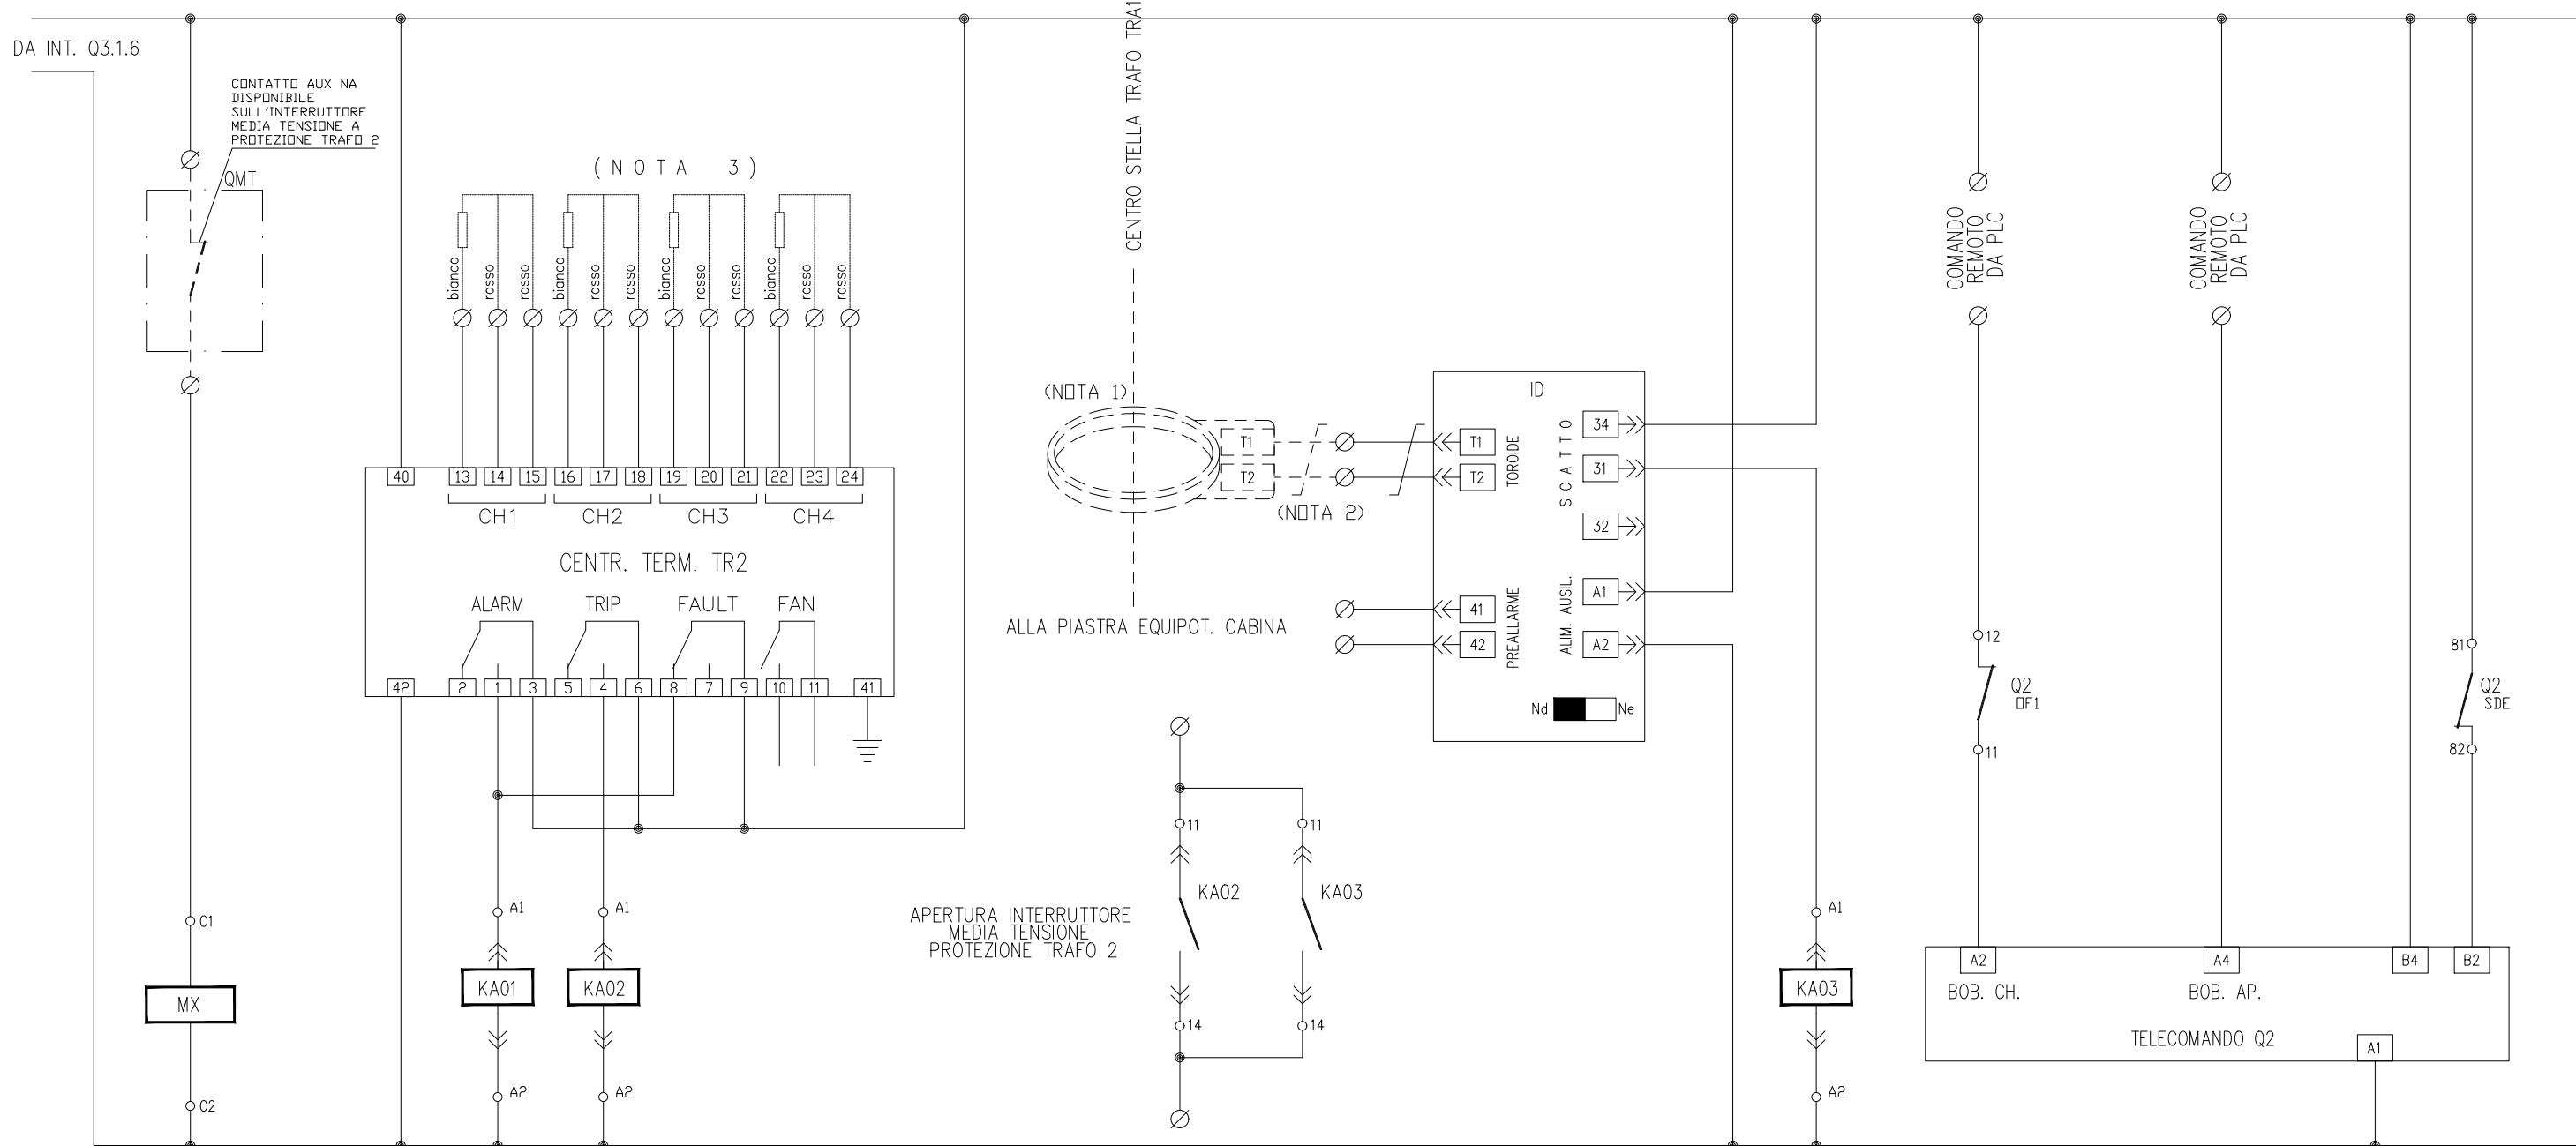 DA INT. Q3.1.6
CONTATTO AUX NA
DISPONIBILE
SULL'INTERRUTTORE
MEDIA TENSIONE A
PROTEZIONE TRAFO 2
QMT
C1
MX
C2
(NOTA 3)
bianco rosso rosso bianco rosso rosso bianco rosso rosso bianco rosso rosso
40 13 14 15 16 17 18 19 20 21 22 23 24
CH1 CH2 CH3 CH4
CENTR. TERM. TR2
ALARM TRIP FAULT FAN
42 2 1 3 5 4 6 8 7 9 10 11 41
A1 A1
KA01 KA02
A2 A2
CENTRO STELLA TRAFO TRA1
(NOTA 1)
T1
T2
(NOTA 2)
ALLA PIASTRA EQUIPOT. CABINA
ID
T1
T2
TOROIDE
34
31
32
SCATTO
41
42
PREALLARME
A1
A2
ALIM. AUSIL.
Nd Ne
11 11
KA02 KA03
APERTURA INTERRUTTORE
MEDIA TENSIONE
PROTEZIONE TRAFO 2
14 14
A1
KA03
A2
COMANDO
REMOTO
DA PLC
COMANDO
REMOTO
DA PLC
12
Q2
OF1
11
81
Q2
SDE
82
A2 A4 B4 B2
BOB. CH. BOB. AP.
TELECOMANDO Q2
A1